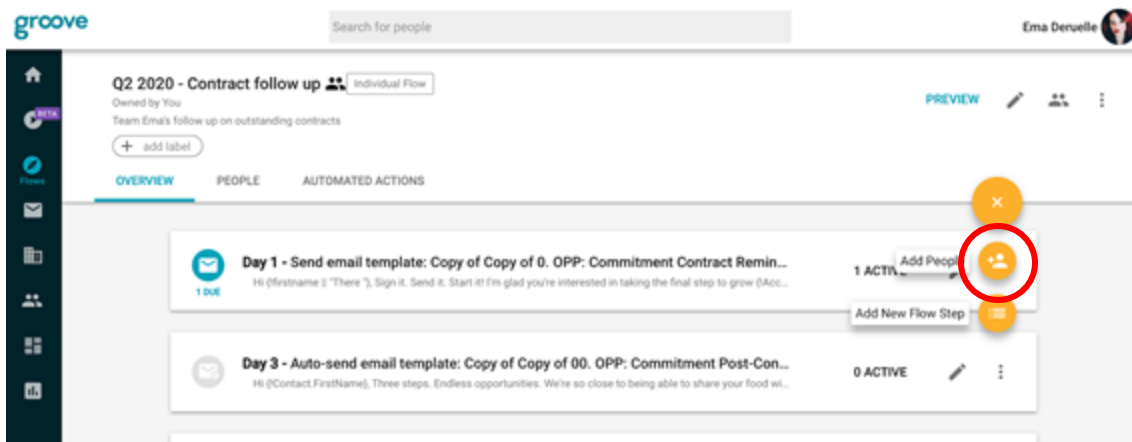 groove
Search for people
Ema Deruelle
Q2 2020 - Contract follow up
Individual Flow
Owned by You
PREVIEW
Team Ema's follow up on outstanding contracts
+ add label
BETA
Flows
OVERVIEW
PEOPLE
AUTOMATED ACTIONS
Day 1 - Send email template: Copy of Copy of 0. OPP: Commitment Contract Remin...
Hi {!firstname || "There "}, Sign it. Send it. Start it! I'm glad you're interested in taking the final step to grow {!Acc...
1 DUE
1 ACTIVE
Add People
Add New Flow Step
Day 3 - Auto-send email template: Copy of Copy of 00. OPP: Commitment Post-Con...
Hi {!Contact.FirstName}, Three steps. Endless opportunities. We're so close to being able to share your food wi...
0 ACTIVE